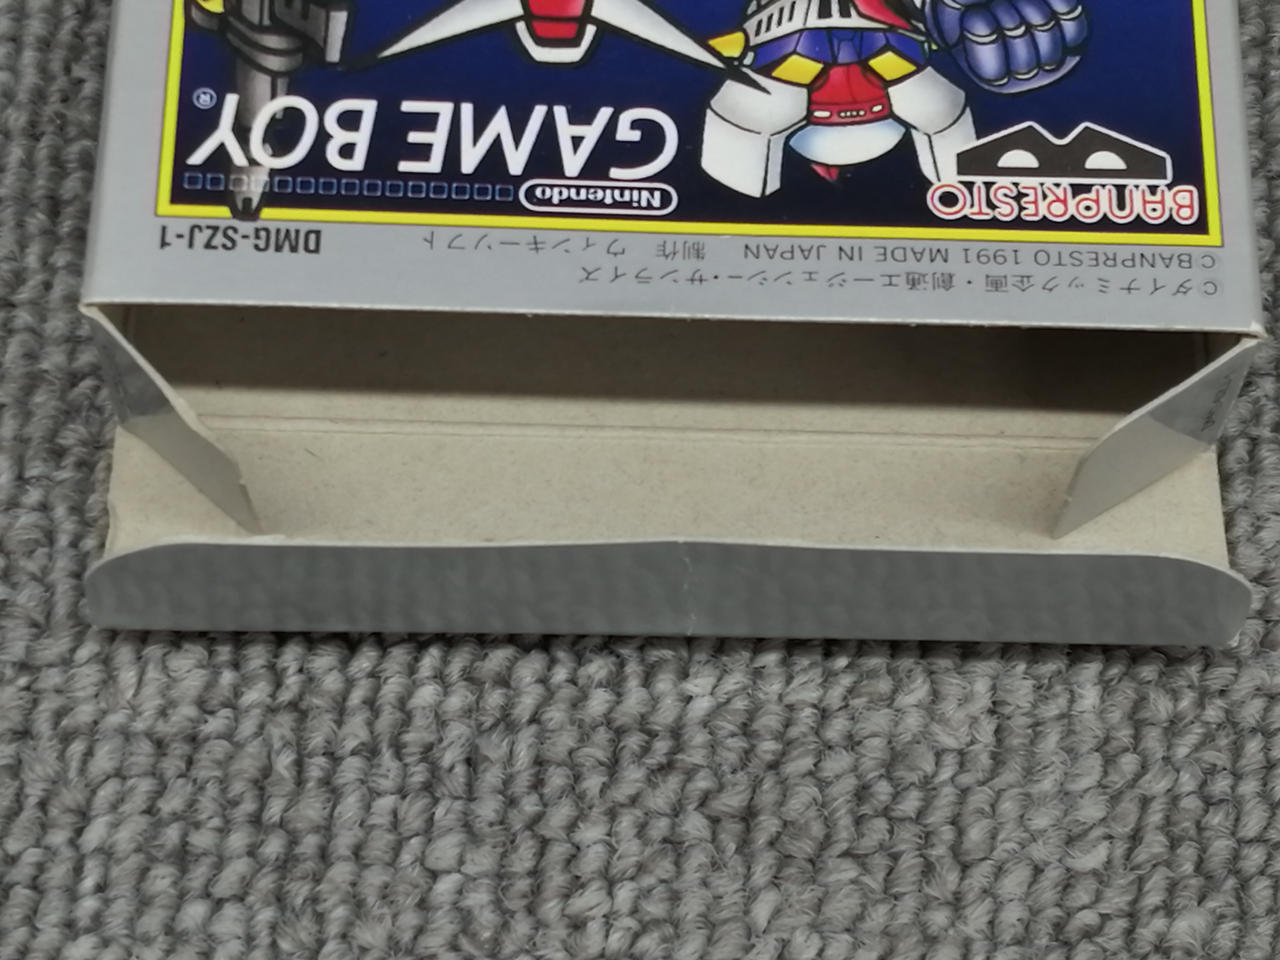 ©ダイナミック企画・創通エージェンシー・サンライズ
©BANPRESTO 1991 MADE IN JAPAN 制作 ウィンキーソフト
DMG-SZJ-1
BANPRESTO
Nintendo
GAME BOY®